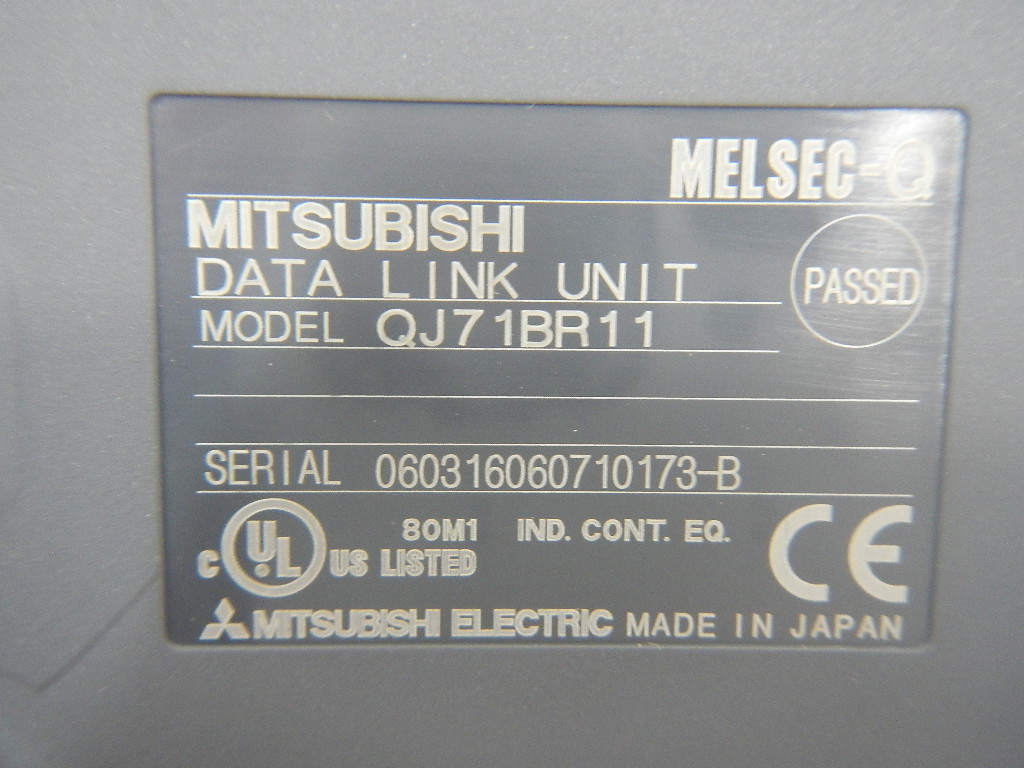 MELSEC-Q
MITSUBISHI
DATA LINK UNIT
PASSED
MODEL QJ71BR11
SERIAL 060316060710173-B
C UL US LISTED 80M1 IND. CONT. EQ. CE
MITSUBISHI ELECTRIC MADE IN JAPAN